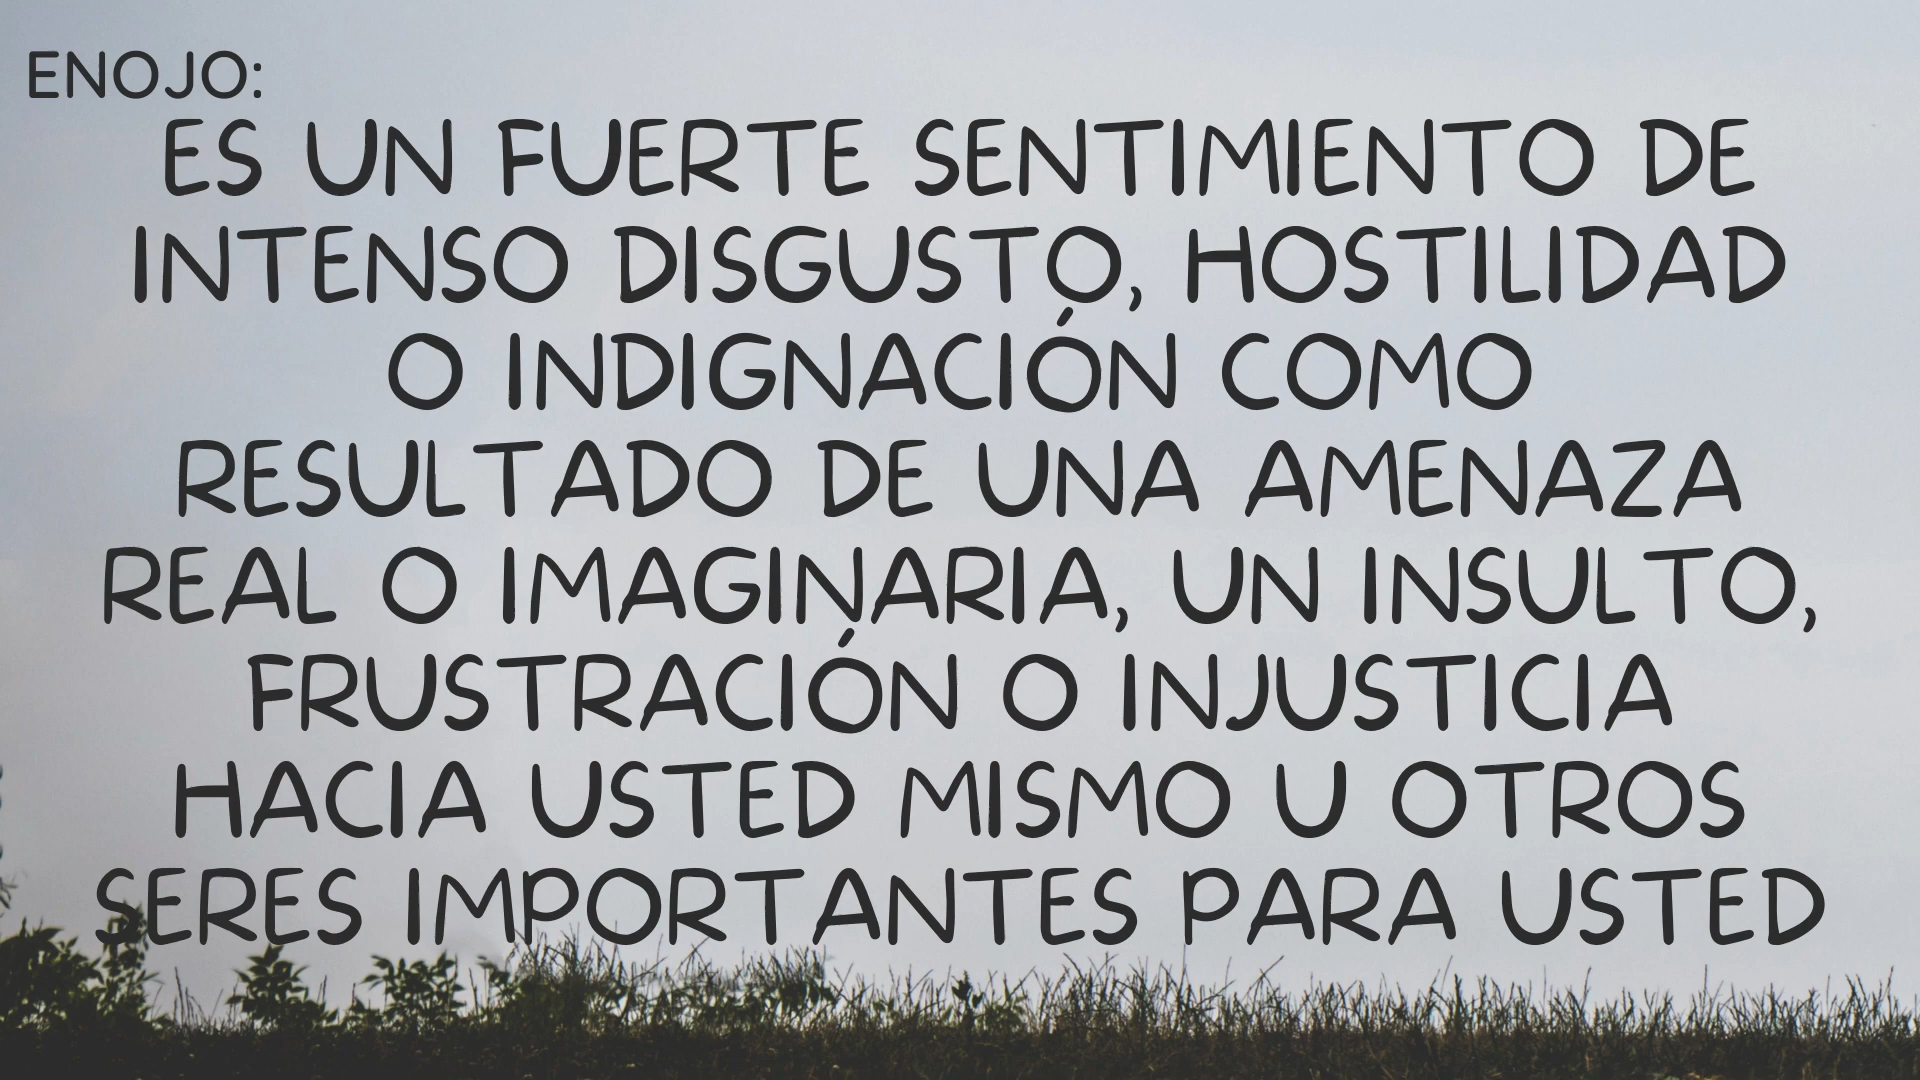 ENOJO:
ES UN FUERTE SENTIMIENTO DE
INTENSO DISGUSTO, HOSTILIDAD
O INDIGNACIÓN COMO
RESULTADO DE UNA AMENAZA
REAL O IMAGINARIA, UN INSULTO,
FRUSTRACIÓN O INJUSTICIA
HACIA USTED MISMO U OTROS
SERES IMPORTANTES PARA USTED